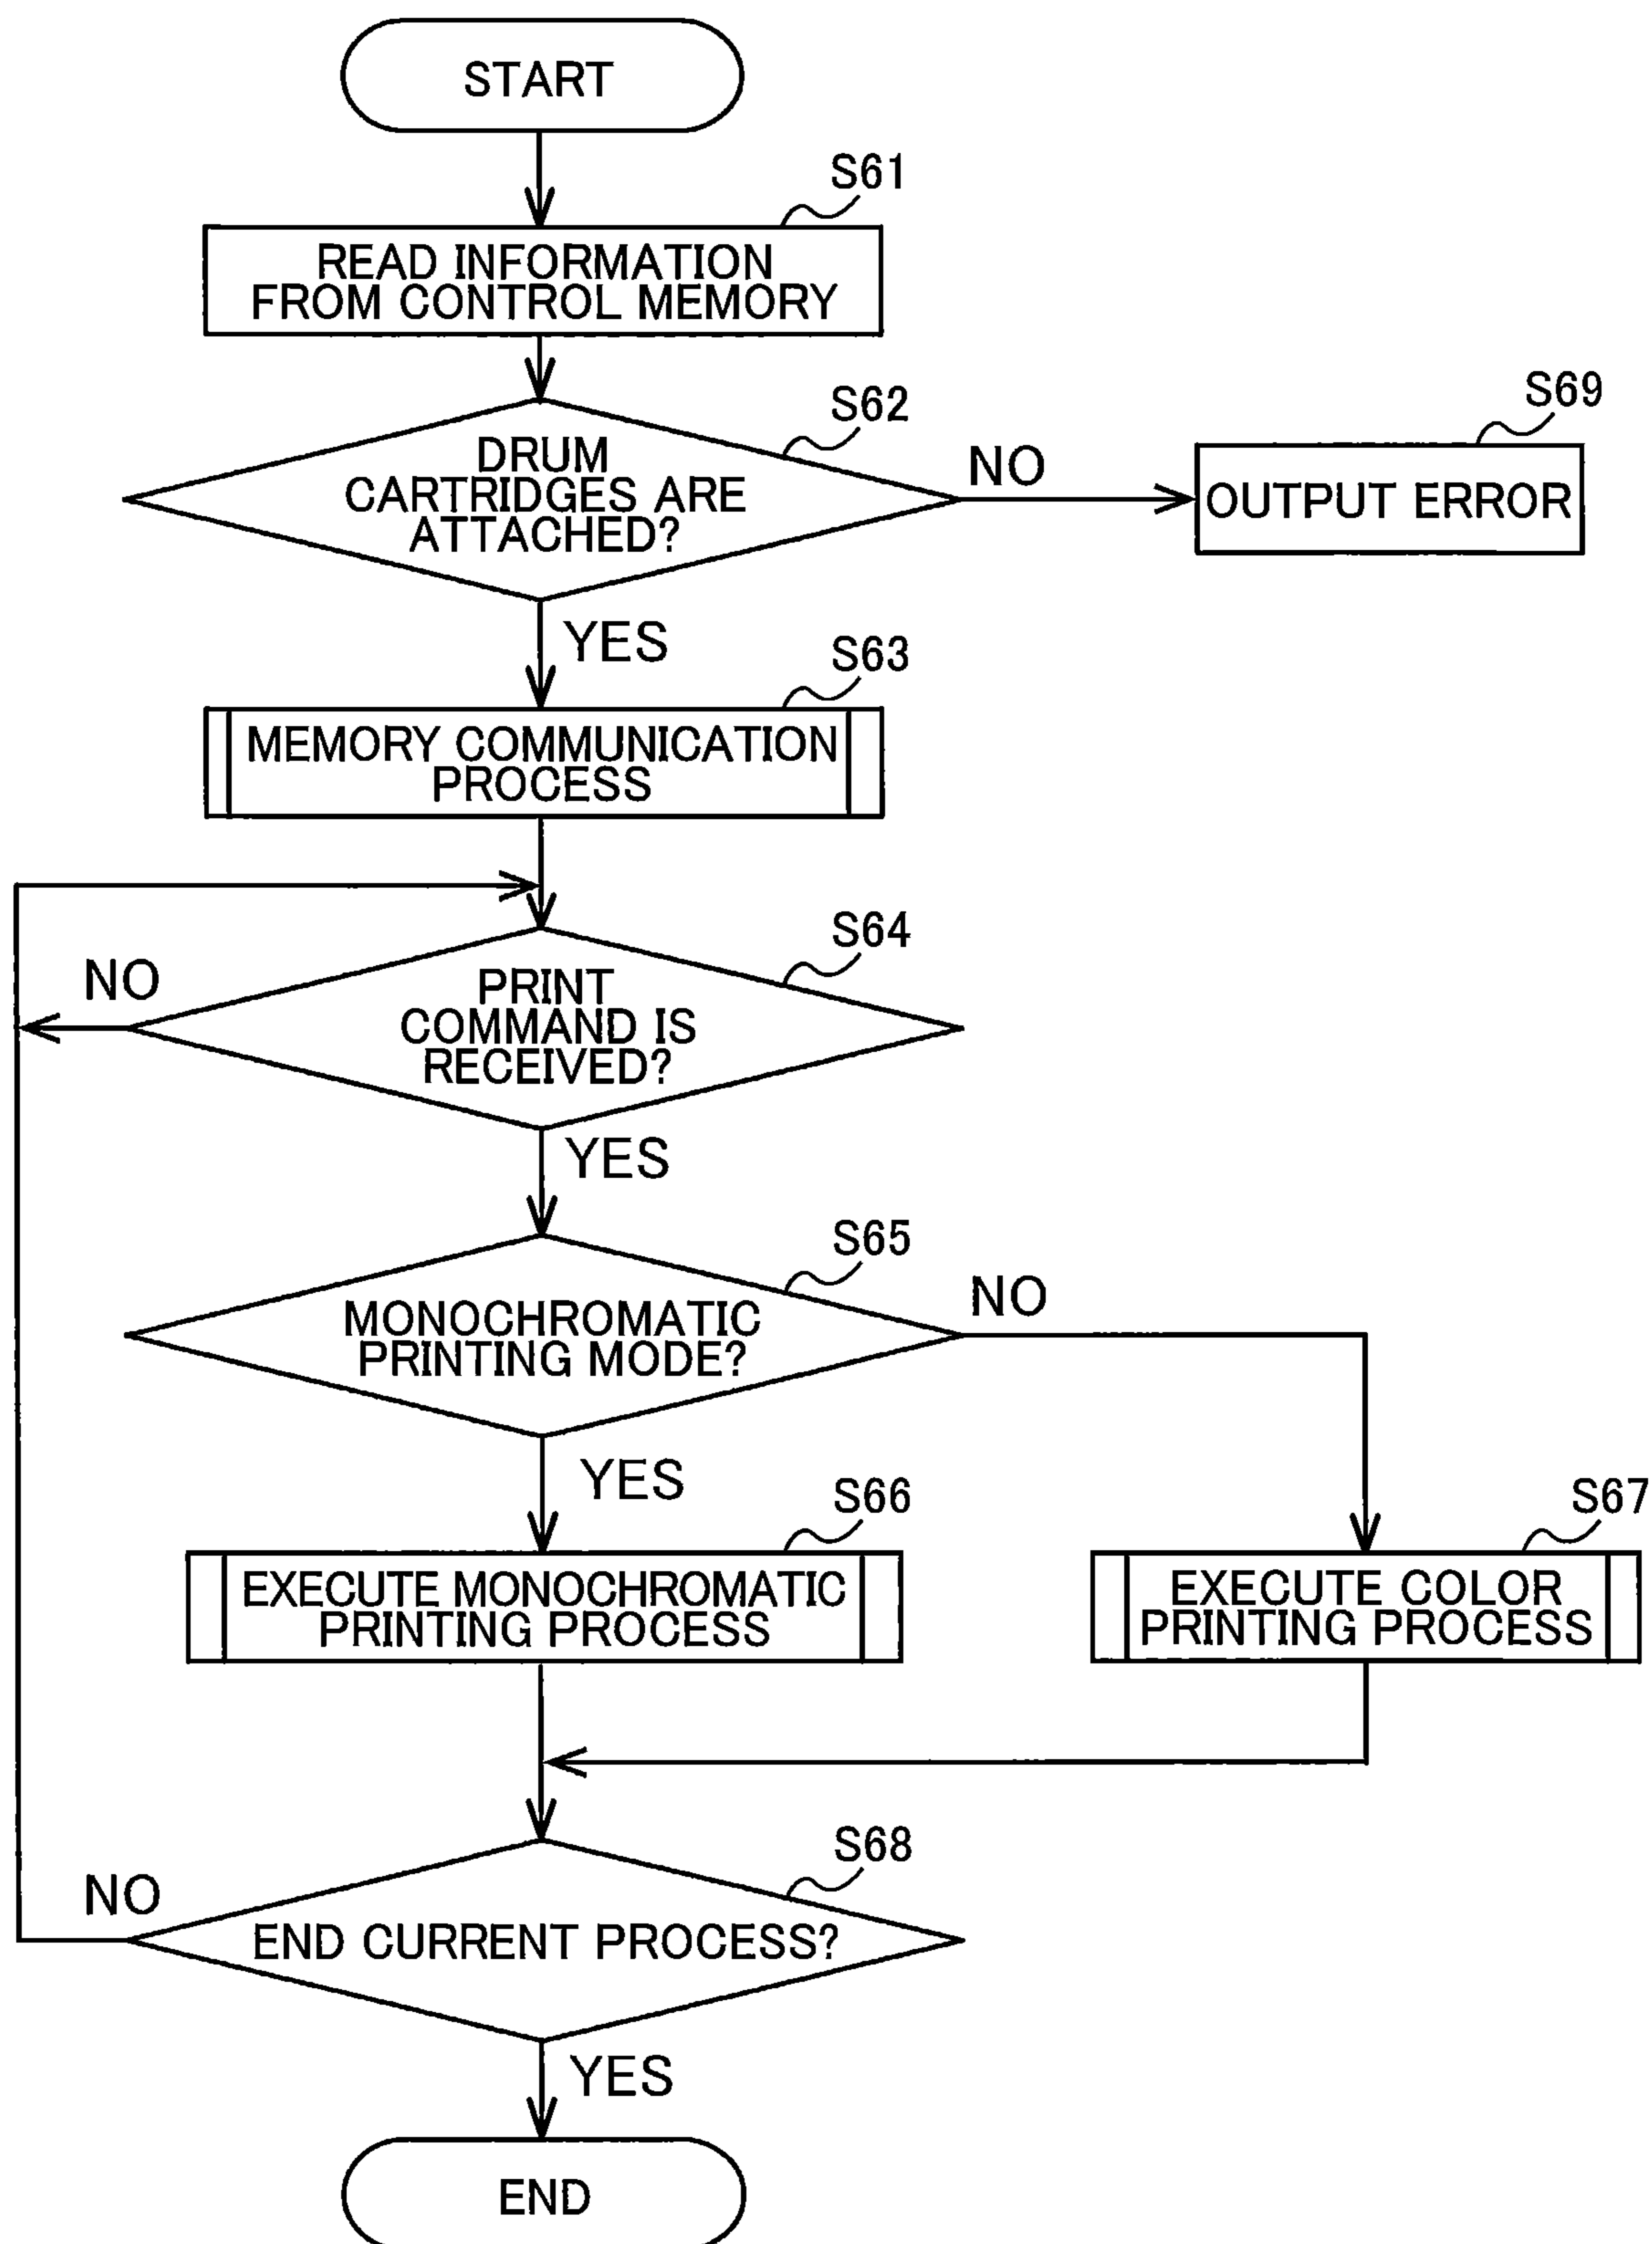 START
S61
READ INFORMATION
FROM CONTROL MEMORY
S62
DRUM
CARTRIDGES ARE
ATTACHED?
NO
S69
OUTPUT ERROR
YES
S63
MEMORY COMMUNICATION
PROCESS
S64
NO
PRINT
COMMAND IS
RECEIVED?
YES
S65
MONOCHROMATIC
PRINTING MODE?
NO
YES
S66
EXECUTE MONOCHROMATIC
PRINTING PROCESS
S67
EXECUTE COLOR
PRINTING PROCESS
S68
NO
END CURRENT PROCESS?
YES
END